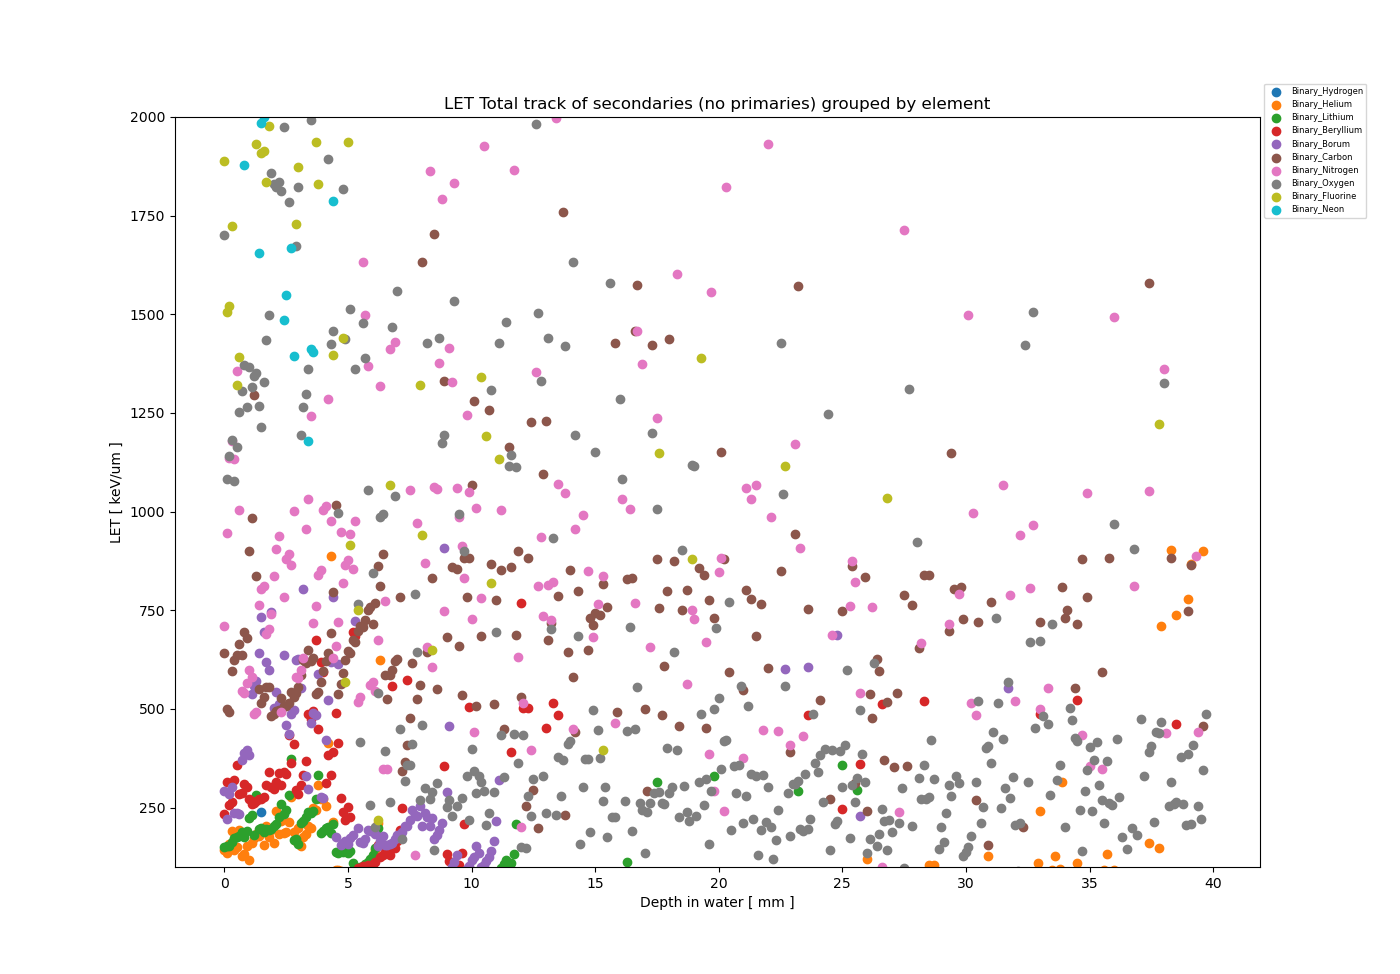 LET Total track of secondaries (no primaries) grouped by element
Binary_Hydrogen
Binary_Helium
Binary_Lithium
Binary_Beryllium
Binary_Borum
Binary_Carbon
Binary_Nitrogen
Binary_Oxygen
Binary_Fluorine
Binary_Neon
2000
1750
1500
1250
1000
750
500
250
LET [ keV/um ]
0 5 10 15 20 25 30 35 40
Depth in water [ mm ]